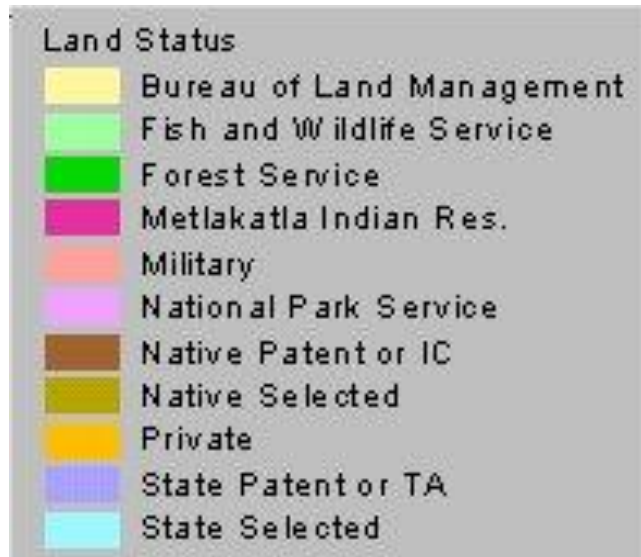 Land Status
Bureau of Land Management
Fish and Wildlife Service
Forest Service
Metlakatla Indian Res.
Military
National Park Service
Native Patent or IC
Native Selected
Private
State Patent or TA
State Selected